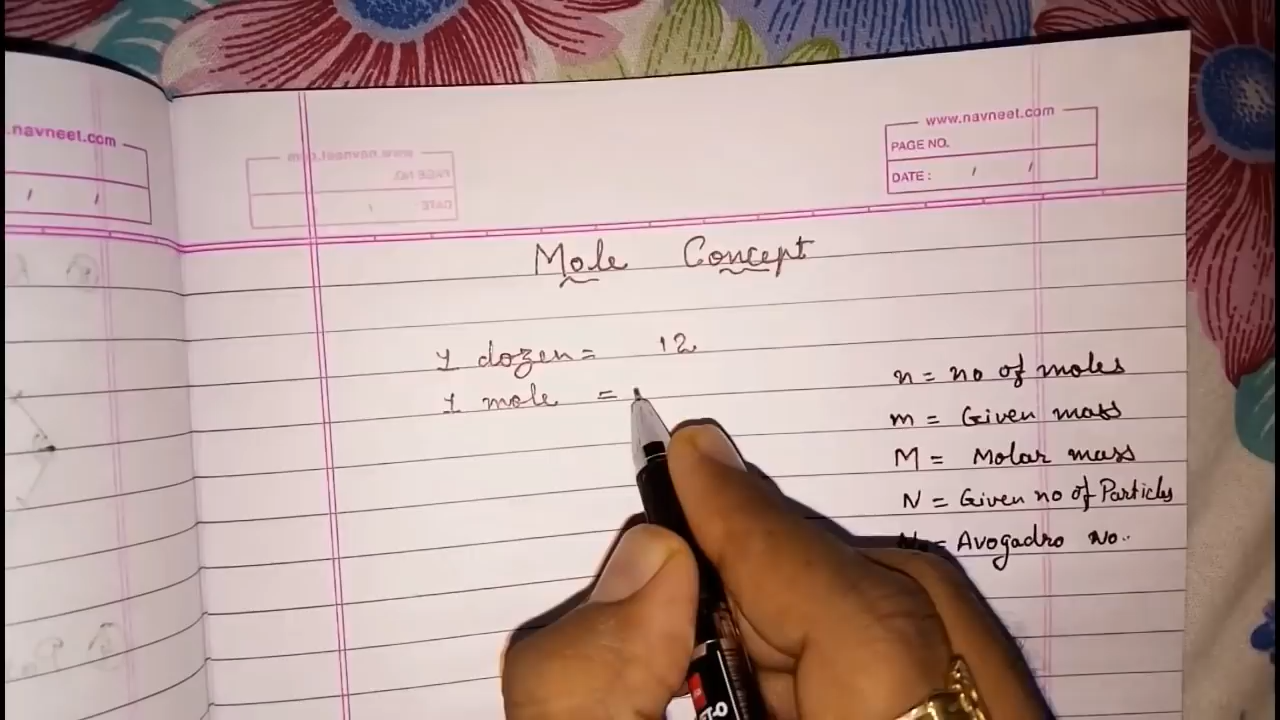 .navneet.com
www.navneet.com
PAGE NO.
DATE : / /
Mole Concept
1 dozen = 12
1 mole =
n = no of moles
m = Given mass
M = Molar mass
N = Given no of Particles
= Avogadro No.